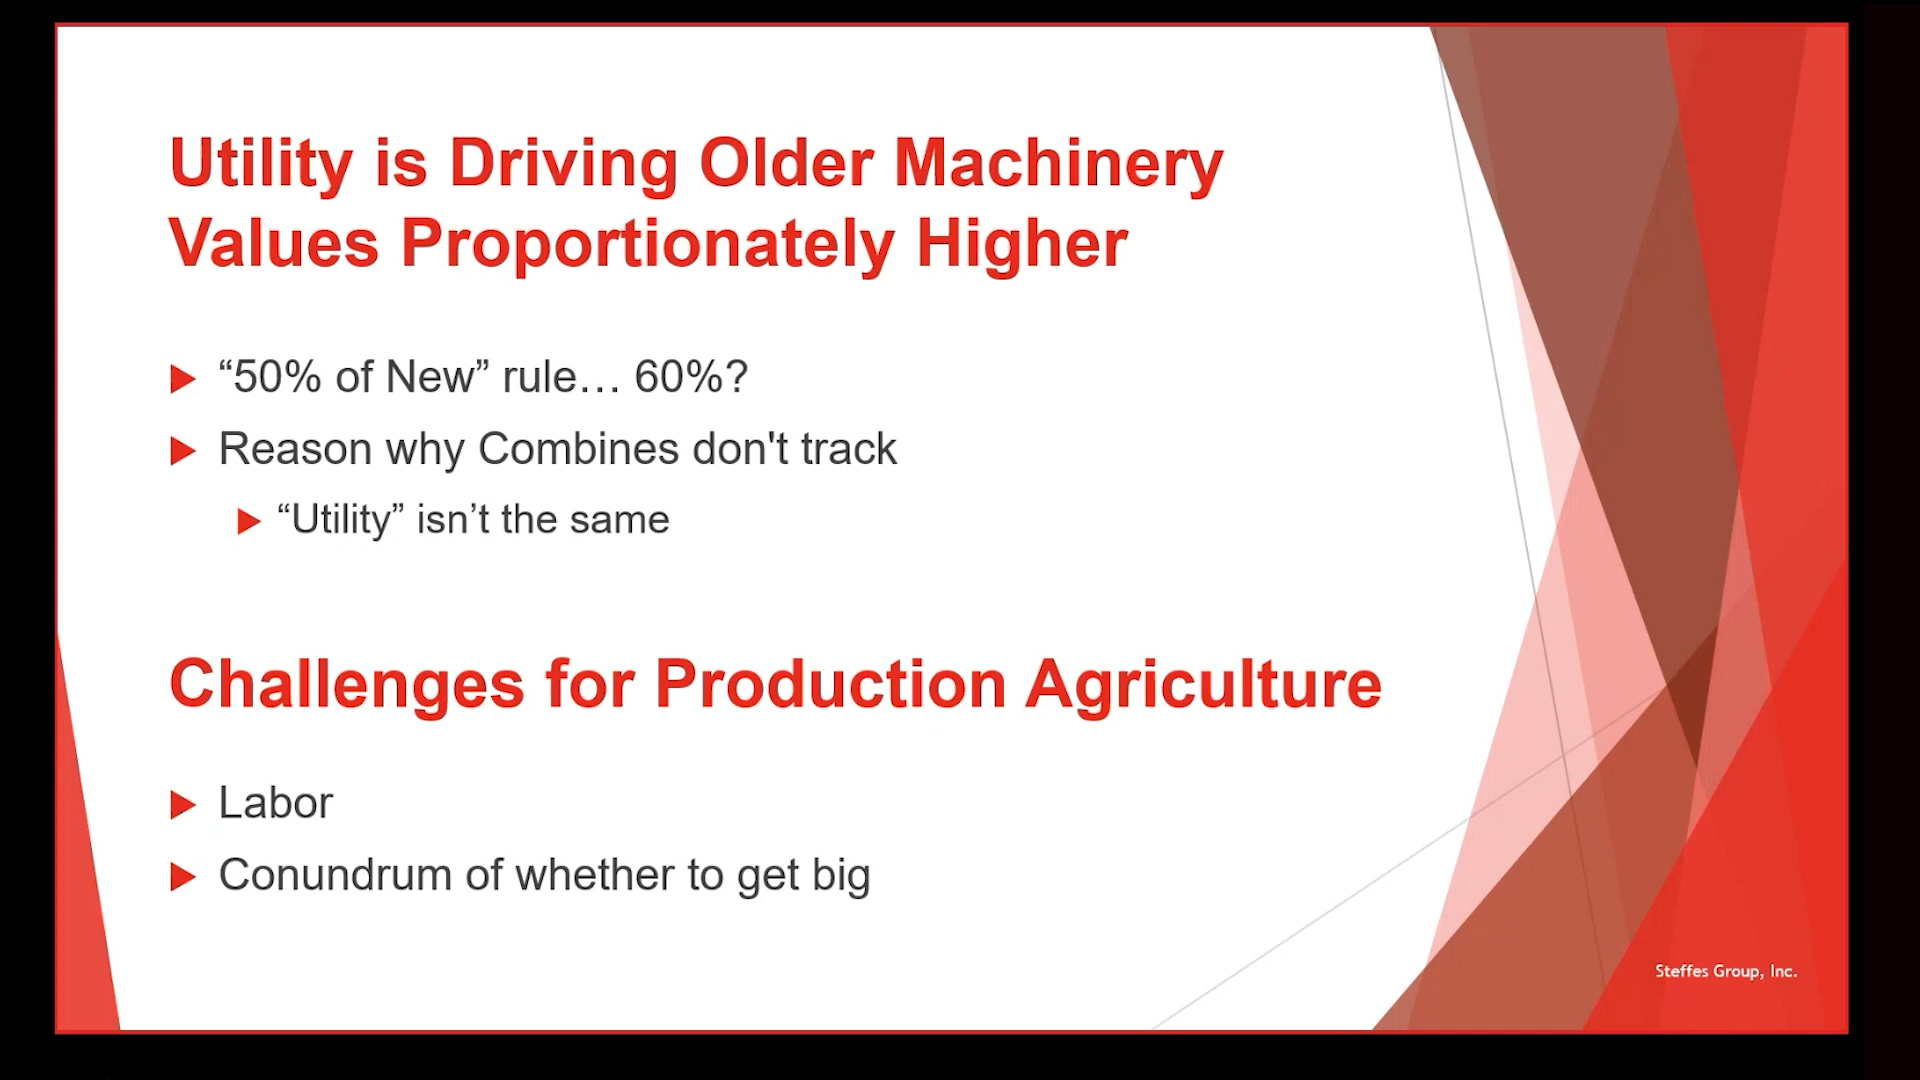 Utility is Driving Older Machinery
Values Proportionately Higher
“50% of New” rule… 60%?
Reason why Combines don't track
“Utility” isn’t the same
Challenges for Production Agriculture
Labor
Conundrum of whether to get big
Steffes Group, Inc.